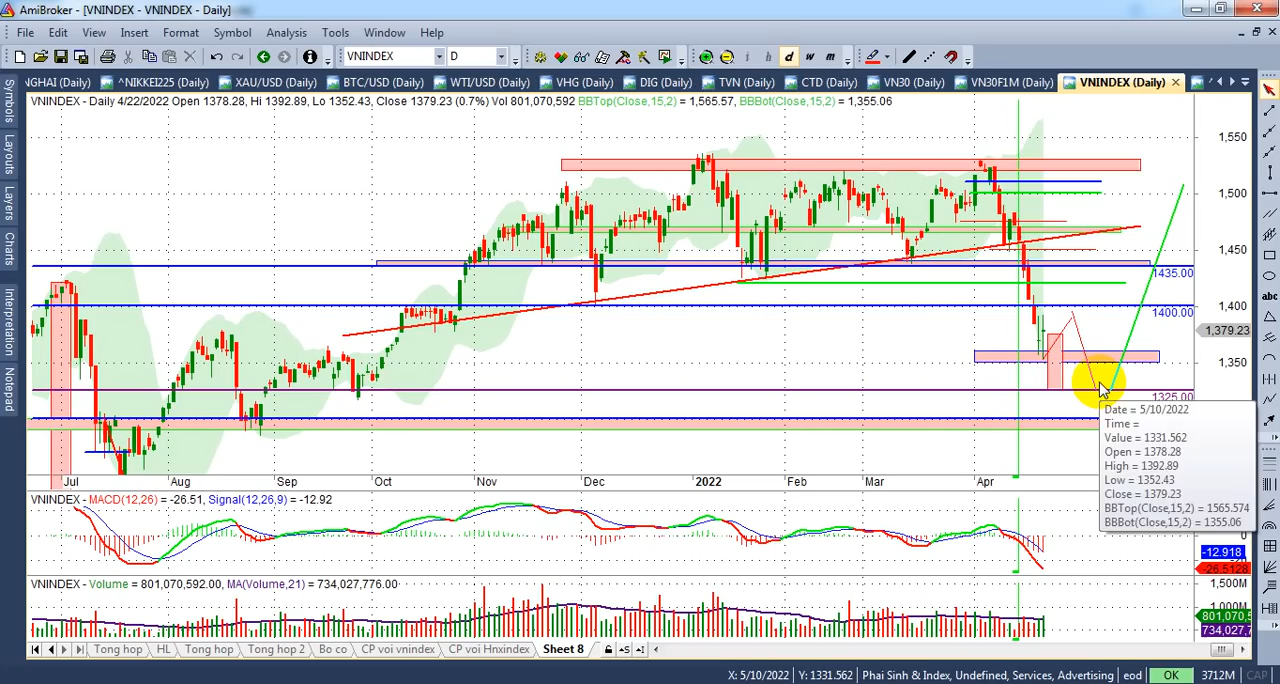 AmiBroker - [VNINDEX - VNINDEX - Daily]
File Edit View Insert Format Symbol Analysis Tools Window Help
VNINDEX D i h d w m abc
NGHAI (Daily) ^NIKKEI225 (Daily) XAU/USD (Daily) BTC/USD (Daily) WTI/USD (Daily) VHG (Daily) DIG (Daily) TVN (Daily) CTD (Daily) VN30 (Daily) VN30F1M (Daily) VNINDEX (Daily)
Symbols
Layouts
Layers
Charts
Interpretation
Notepad
VNINDEX - Daily 4/22/2022 Open 1378.28, Hi 1392.89, Lo 1352.43, Close 1379.23 (0.7%) Vol 801,070,592 BBTop(Close,15,2) = 1,565.57, BBBot(Close,15,2) = 1,355.06
1,550
1,500
1,450
1435.00
1,400
1400.00
1,379.23
1,350
1325.00
Date = 5/10/2022
Time =
Value = 1331.562
Open = 1378.28
High = 1392.89
Low = 1352.43
Close = 1379.23
BBTop(Close,15,2) = 1565.574
BBBot(Close,15,2) = 1355.06
Jul Aug Sep Oct Nov Dec 2022 Feb Mar Apr
VNINDEX - MACD(12,26) = -26.51, Signal(12,26,9) = -12.92
0
-12.918
-26.5128
VNINDEX - Volume = 801,070,592.00, MA(Volume,21) = 734,027,776.00
1,500M
1,000M
801,070,5
734,027,7
Tong hop HL Tong hop Tong hop 2 Bo co CP voi vnindex CP voi Hnxindex Sheet 8
X: 5/10/2022 Y: 1331.562 Phai Sinh & Index, Undefined, Services, Advertising eod OK 3712M CAP